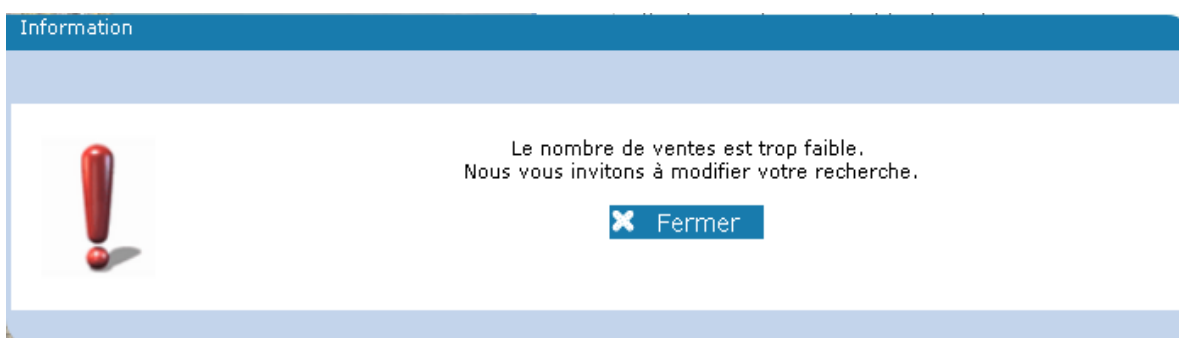 Information
Le nombre de ventes est trop faible.
Nous vous invitons à modifier votre recherche.
Fermer